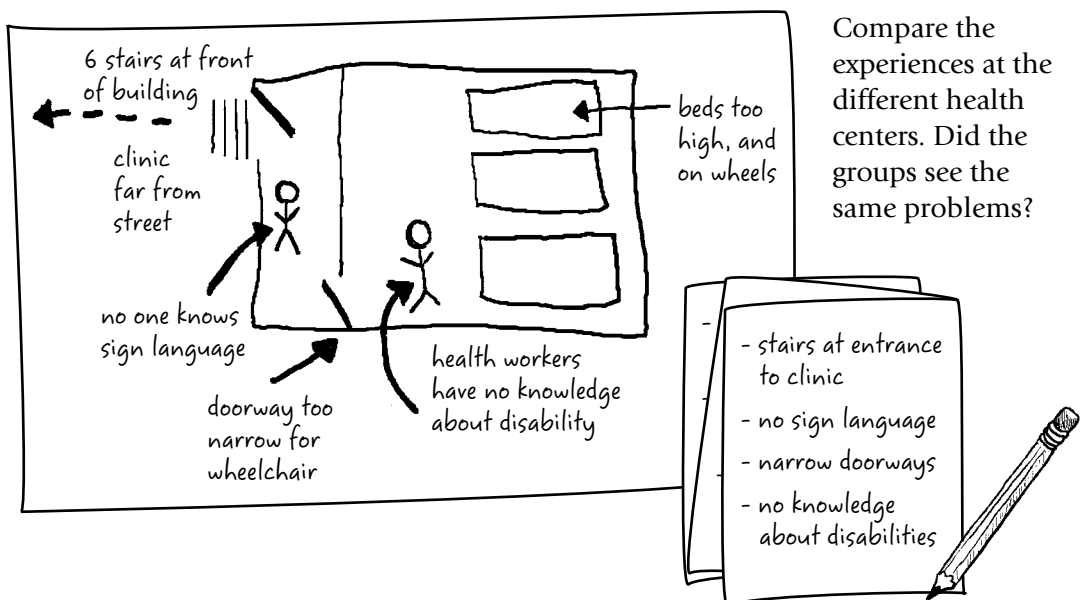 6 stairs at front
of building
clinic
far from
street
no one knows
sign language
doorway too
narrow for
wheelchair
health workers
have no knowledge
about disability
beds too
high, and
on wheels
Compare the
experiences at the
different health
centers. Did the
groups see the
same problems?
- stairs at entrance
to clinic
- no sign language
- narrow doorways
- no knowledge
about disabilities